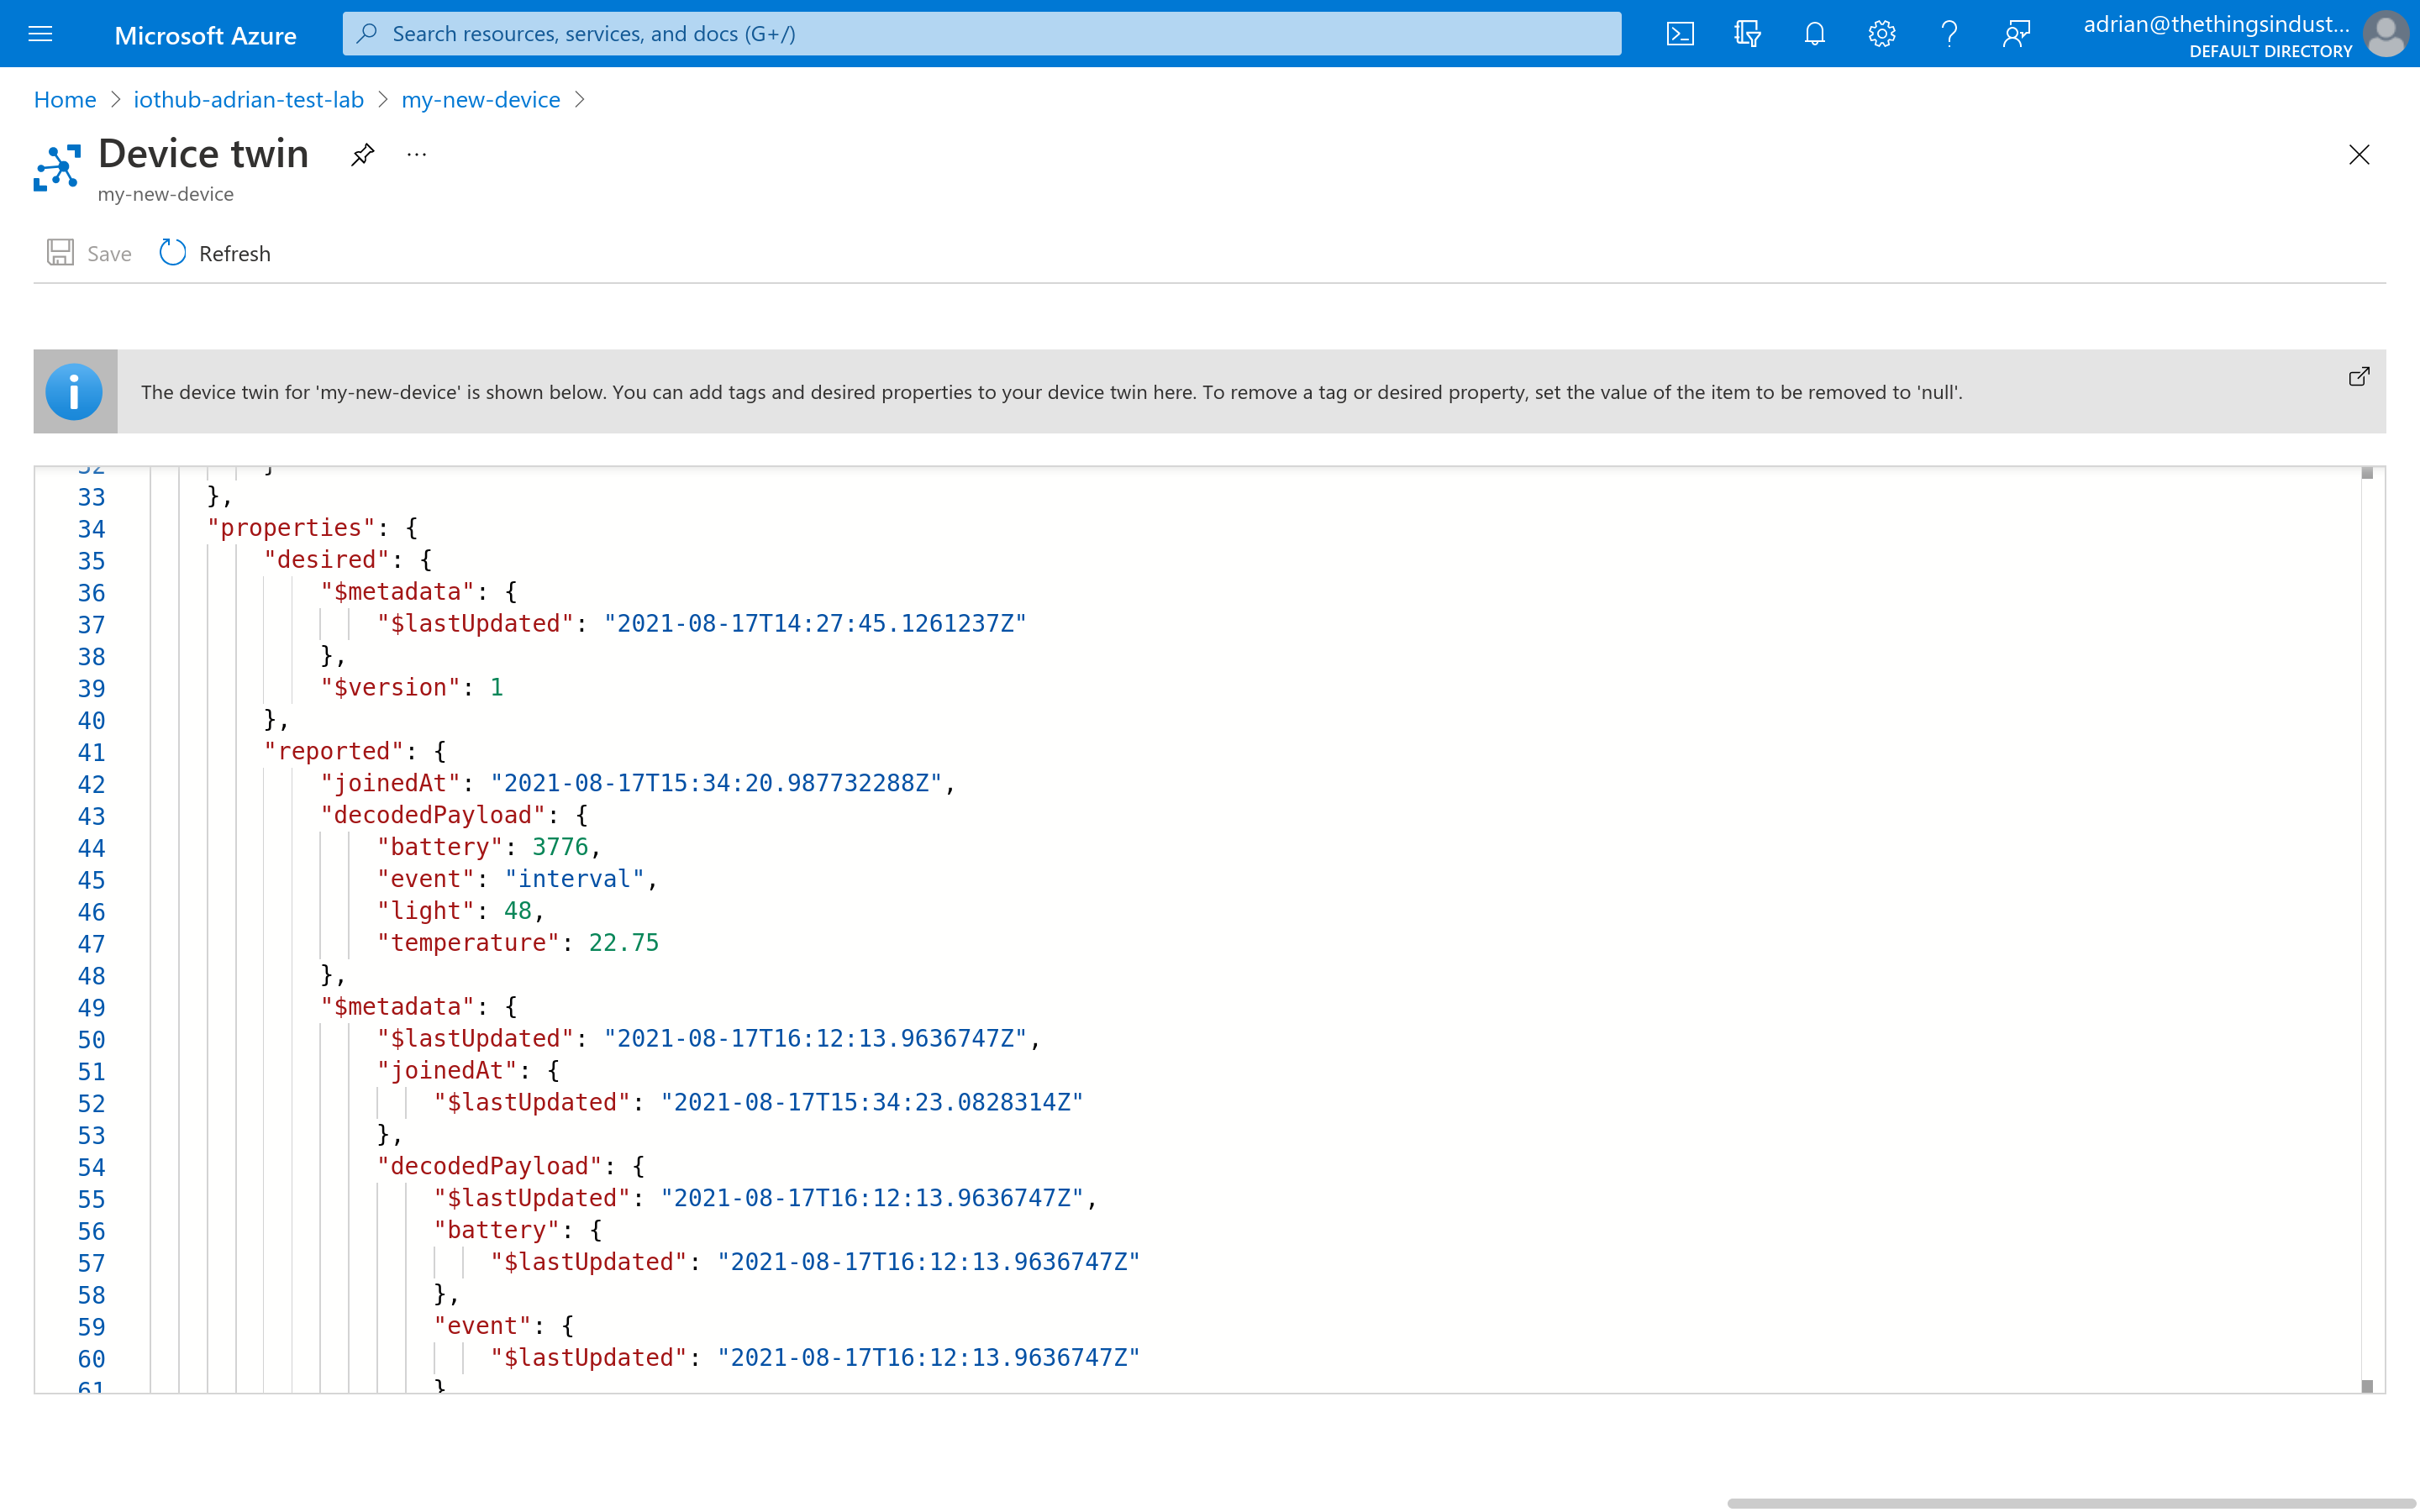 Microsoft Azure
Search resources, services, and docs (G+/)
adrian@thethingsindust...
DEFAULT DIRECTORY
Home > iothub-adrian-test-lab > my-new-device >
Device twin
...
my-new-device
Save Refresh
The device twin for 'my-new-device' is shown below. You can add tags and desired properties to your device twin here. To remove a tag or desired property, set the value of the item to be removed to 'null'.
32 }
33 },
34 "properties": {
35 "desired": {
36 "$metadata": {
37 "$lastUpdated": "2021-08-17T14:27:45.1261237Z"
38 },
39 "$version": 1
40 },
41 "reported": {
42 "joinedAt": "2021-08-17T15:34:20.987732288Z",
43 "decodedPayload": {
44 "battery": 3776,
45 "event": "interval",
46 "light": 48,
47 "temperature": 22.75
48 },
49 "$metadata": {
50 "$lastUpdated": "2021-08-17T16:12:13.9636747Z",
51 "joinedAt": {
52 "$lastUpdated": "2021-08-17T15:34:23.0828314Z"
53 },
54 "decodedPayload": {
55 "$lastUpdated": "2021-08-17T16:12:13.9636747Z",
56 "battery": {
57 "$lastUpdated": "2021-08-17T16:12:13.9636747Z"
58 },
59 "event": {
60 "$lastUpdated": "2021-08-17T16:12:13.9636747Z"
61 }